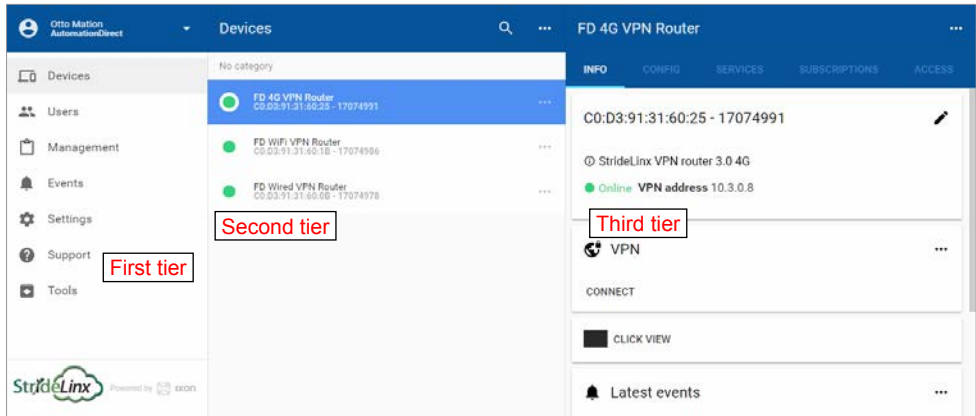 Otto Mation
AutomationDirect
Devices
Users
Management
Events
Settings
Support
First tier
Tools
StrideLinx
Powered by IXON
Devices
No category
FD 4G VPN Router
C0:D3:91:31:60:25 - 17074991
FD WiFi VPN Router
C0:D3:91:31:60:1B - 17074986
FD Wired VPN Router
C0:D3:91:31:60:0B - 17074978
Second tier
FD 4G VPN Router
INFO CONFIG SERVICES SUBSCRIPTIONS ACCESS
C0:D3:91:31:60:25 - 17074991
StrideLinx VPN router 3.0 4G
Online VPN address 10.3.0.8
Third tier
VPN
CONNECT
CLICK VIEW
Latest events